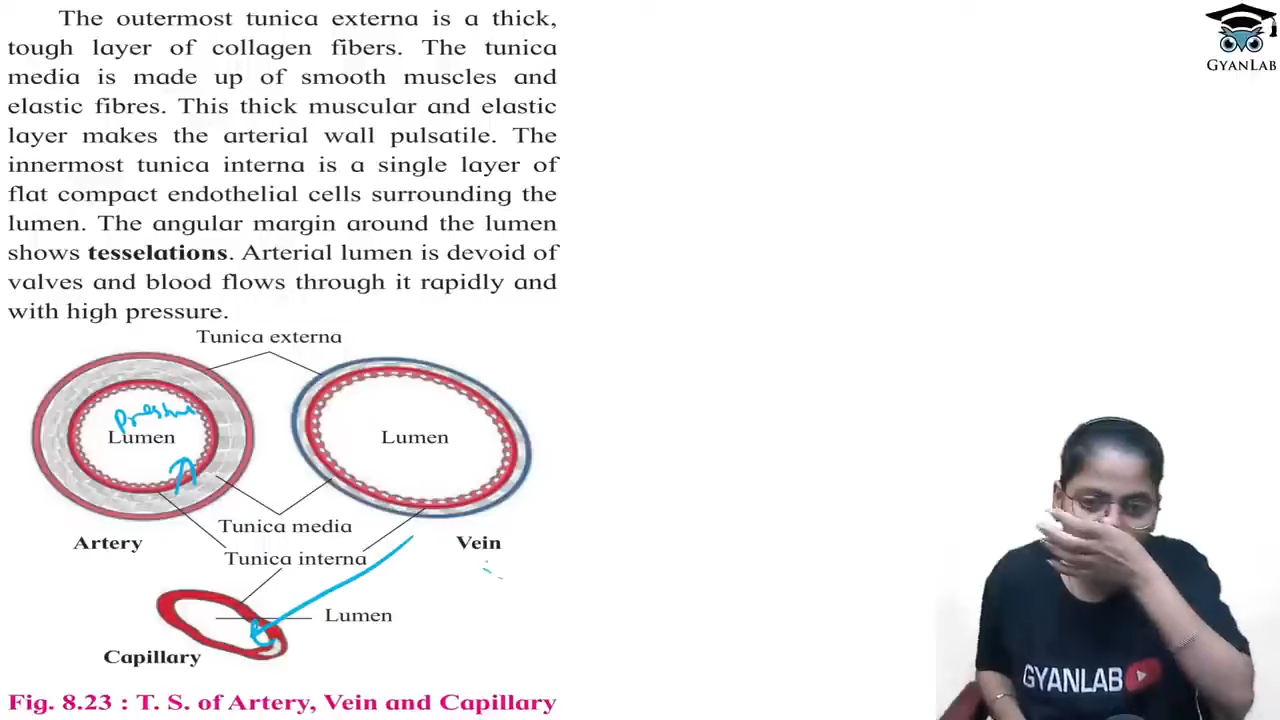 The outermost tunica externa is a thick,
tough layer of collagen fibers. The tunica
media is made up of smooth muscles and
elastic fibres. This thick muscular and elastic
layer makes the arterial wall pulsatile. The
innermost tunica interna is a single layer of
flat compact endothelial cells surrounding the
lumen. The angular margin around the lumen
shows tesselations. Arterial lumen is devoid of
valves and blood flows through it rapidly and
with high pressure.
Tunica externa
pressure
Lumen
Lumen
Tunica media
Artery
Vein
Tunica interna
Lumen
Capillary
Fig. 8.23 : T. S. of Artery, Vein and Capillary
GYANLAB
GYANLAB